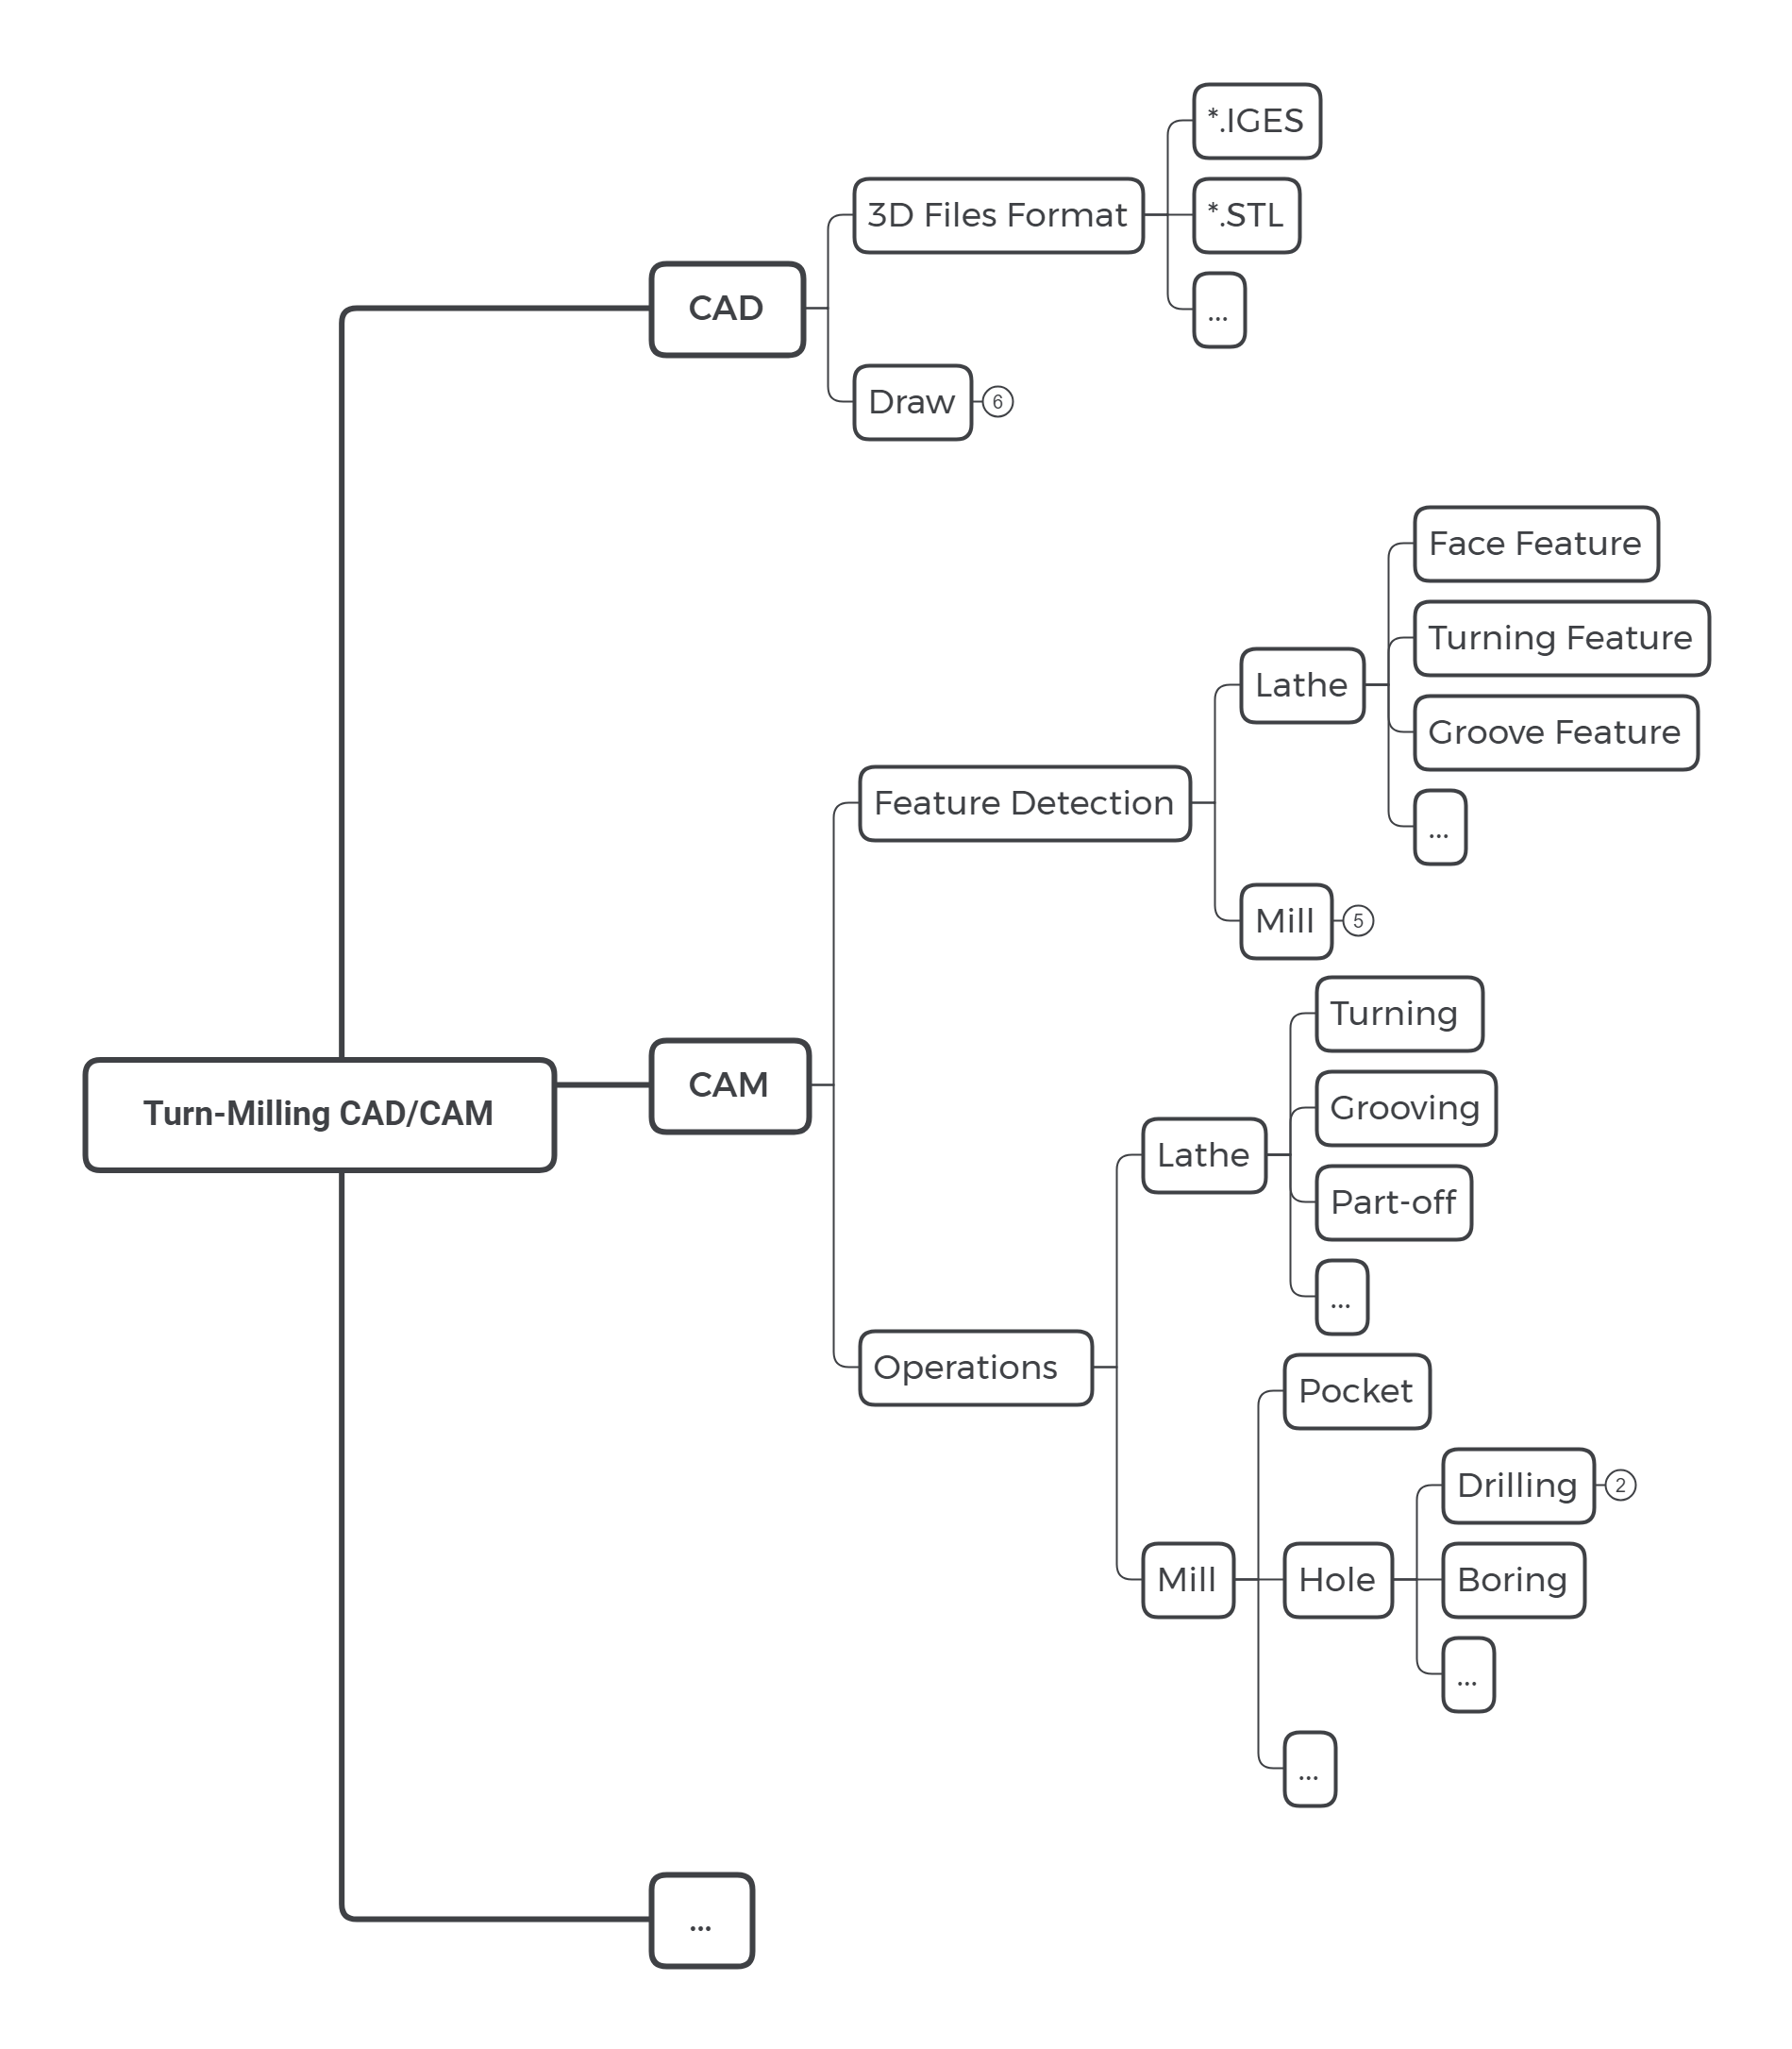 *.IGES
3D Files Format
*.STL
CAD
...
Draw
6
Face Feature
Turning Feature
Lathe
Groove Feature
Feature Detection
...
Mill
5
Turning
CAM
Grooving
Turn-Milling CAD/CAM
Lathe
Part-off
...
Operations
Pocket
Drilling
2
Mill
Hole
Boring
...
...
...